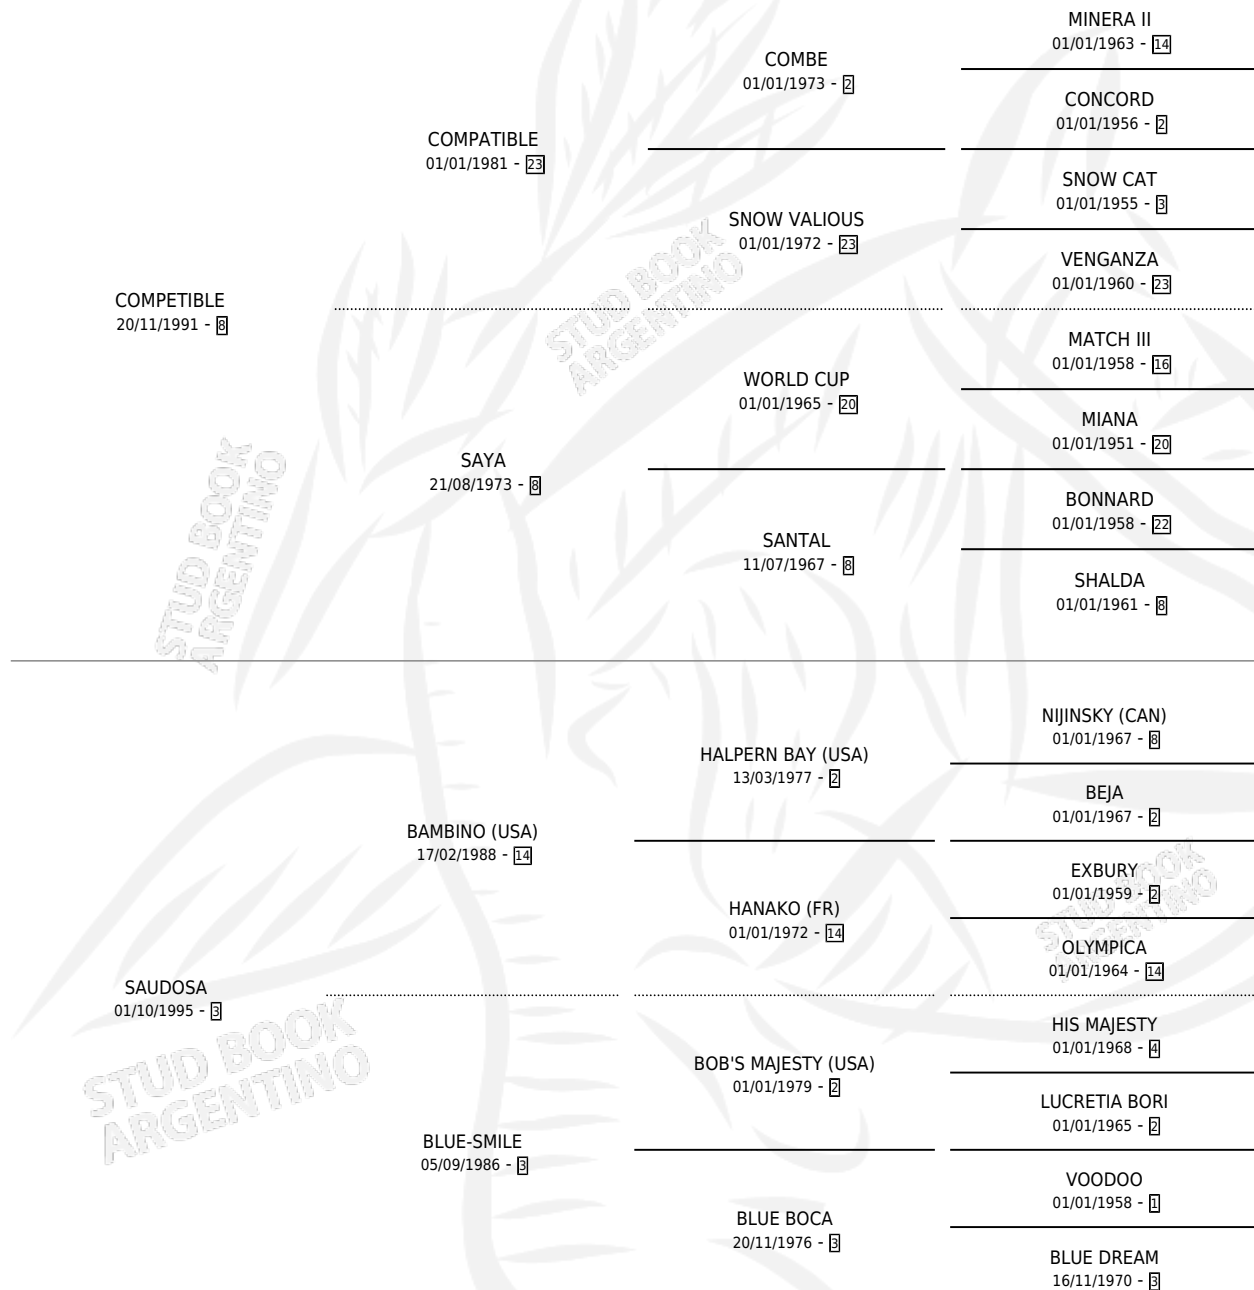 MINERA II
01/01/1963 - 14
COMBE
01/01/1973 - 2
CONCORD
01/01/1956 - 2
COMPATIBLE
01/01/1981 - 23
SNOW CAT
01/01/1955 - 3
SNOW VALIOUS
01/01/1972 - 23
VENGANZA
01/01/1960 - 23
COMPETIBLE
20/11/1991 - 8
MATCH III
01/01/1958 - 16
WORLD CUP
01/01/1965 - 20
MIANA
01/01/1951 - 20
SAYA
21/08/1973 - 8
BONNARD
01/01/1958 - 22
SANTAL
11/07/1967 - 8
SHALDA
01/01/1961 - 8
STUD BOOK
ARGENTINO
STUD BOOK
ARGENTINO
NIJINSKY (CAN)
01/01/1967 - 8
HALPERN BAY (USA)
13/03/1977 - 2
BEJA
01/01/1967 - 2
BAMBINO (USA)
17/02/1988 - 14
EXBURY
01/01/1959 - 2
HANAKO (FR)
01/01/1972 - 14
OLYMPICA
01/01/1964 - 14
SAUDOSA
01/10/1995 - 3
HIS MAJESTY
01/01/1968 - 4
BOB'S MAJESTY (USA)
01/01/1979 - 2
LUCRETIA BORI
01/01/1965 - 2
BLUE-SMILE
05/09/1986 - 3
VOODOO
01/01/1958 - 1
BLUE BOCA
20/11/1976 - 3
BLUE DREAM
16/11/1970 - 3
STUD BOOK
ARGENTINO
STUD BOOK
ARGENTINO